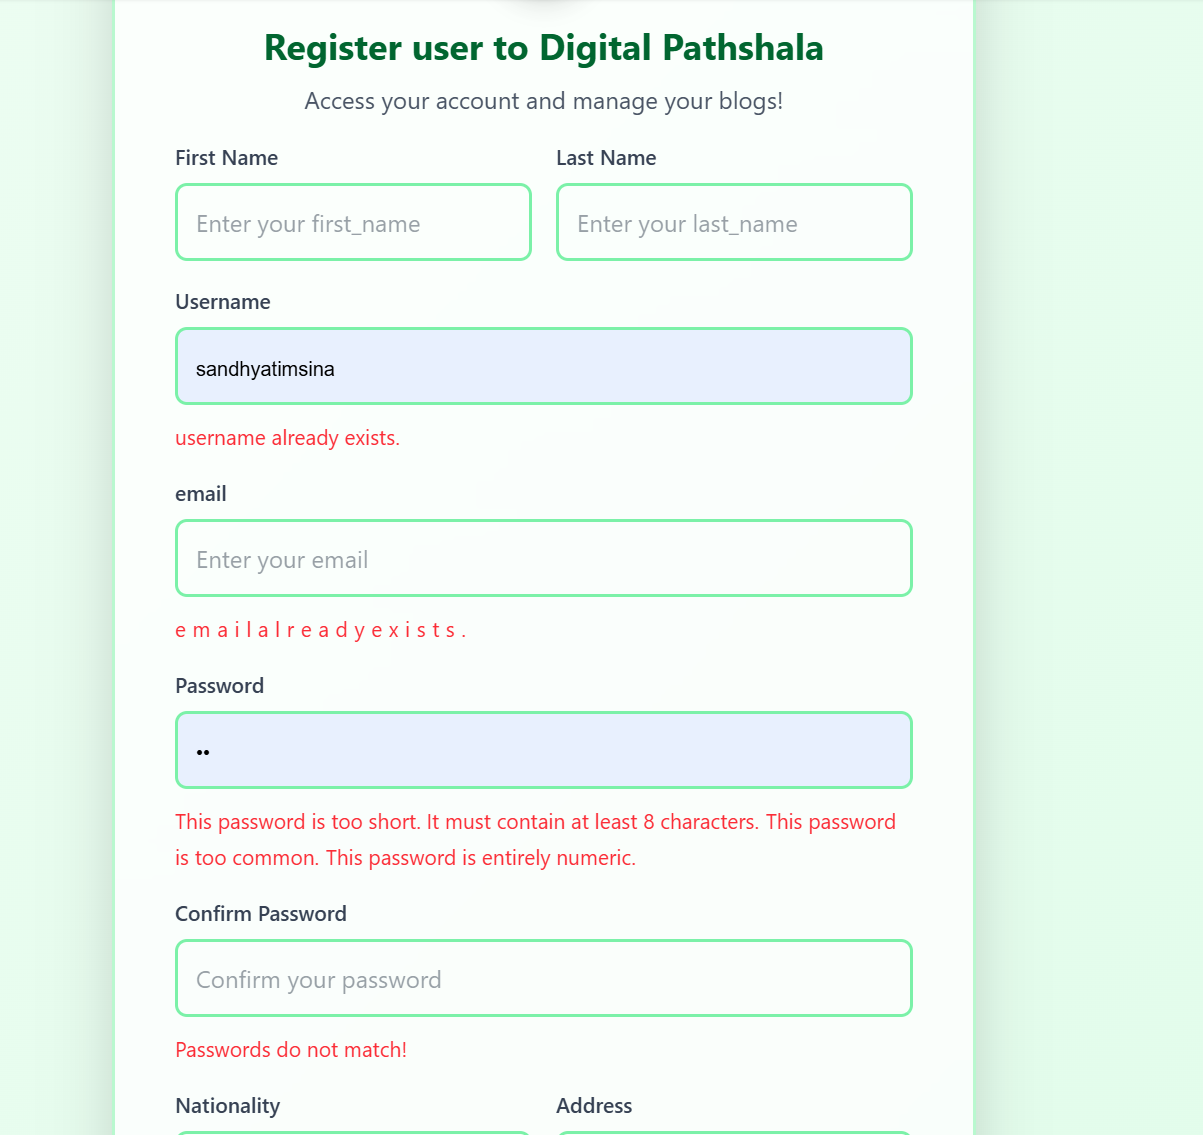 Register user to Digital Pathshala
Access your account and manage your blogs!
First Name
Last Name
Enter your first_name
Enter your last_name
Username
sandhyatimsina
username already exists.
email
Enter your email
e m a i l a l r e a d y e x i s t s .
Password
••
This password is too short. It must contain at least 8 characters. This password
is too common. This password is entirely numeric.
Confirm Password
Confirm your password
Passwords do not match!
Nationality
Address